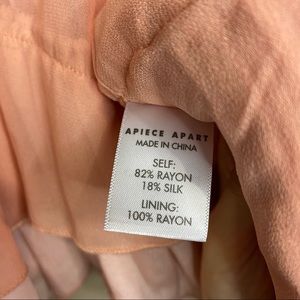 APIECE APART
MADE IN CHINA
SELF:
82% RAYON
18% SILK
LINING:
100% RAYON